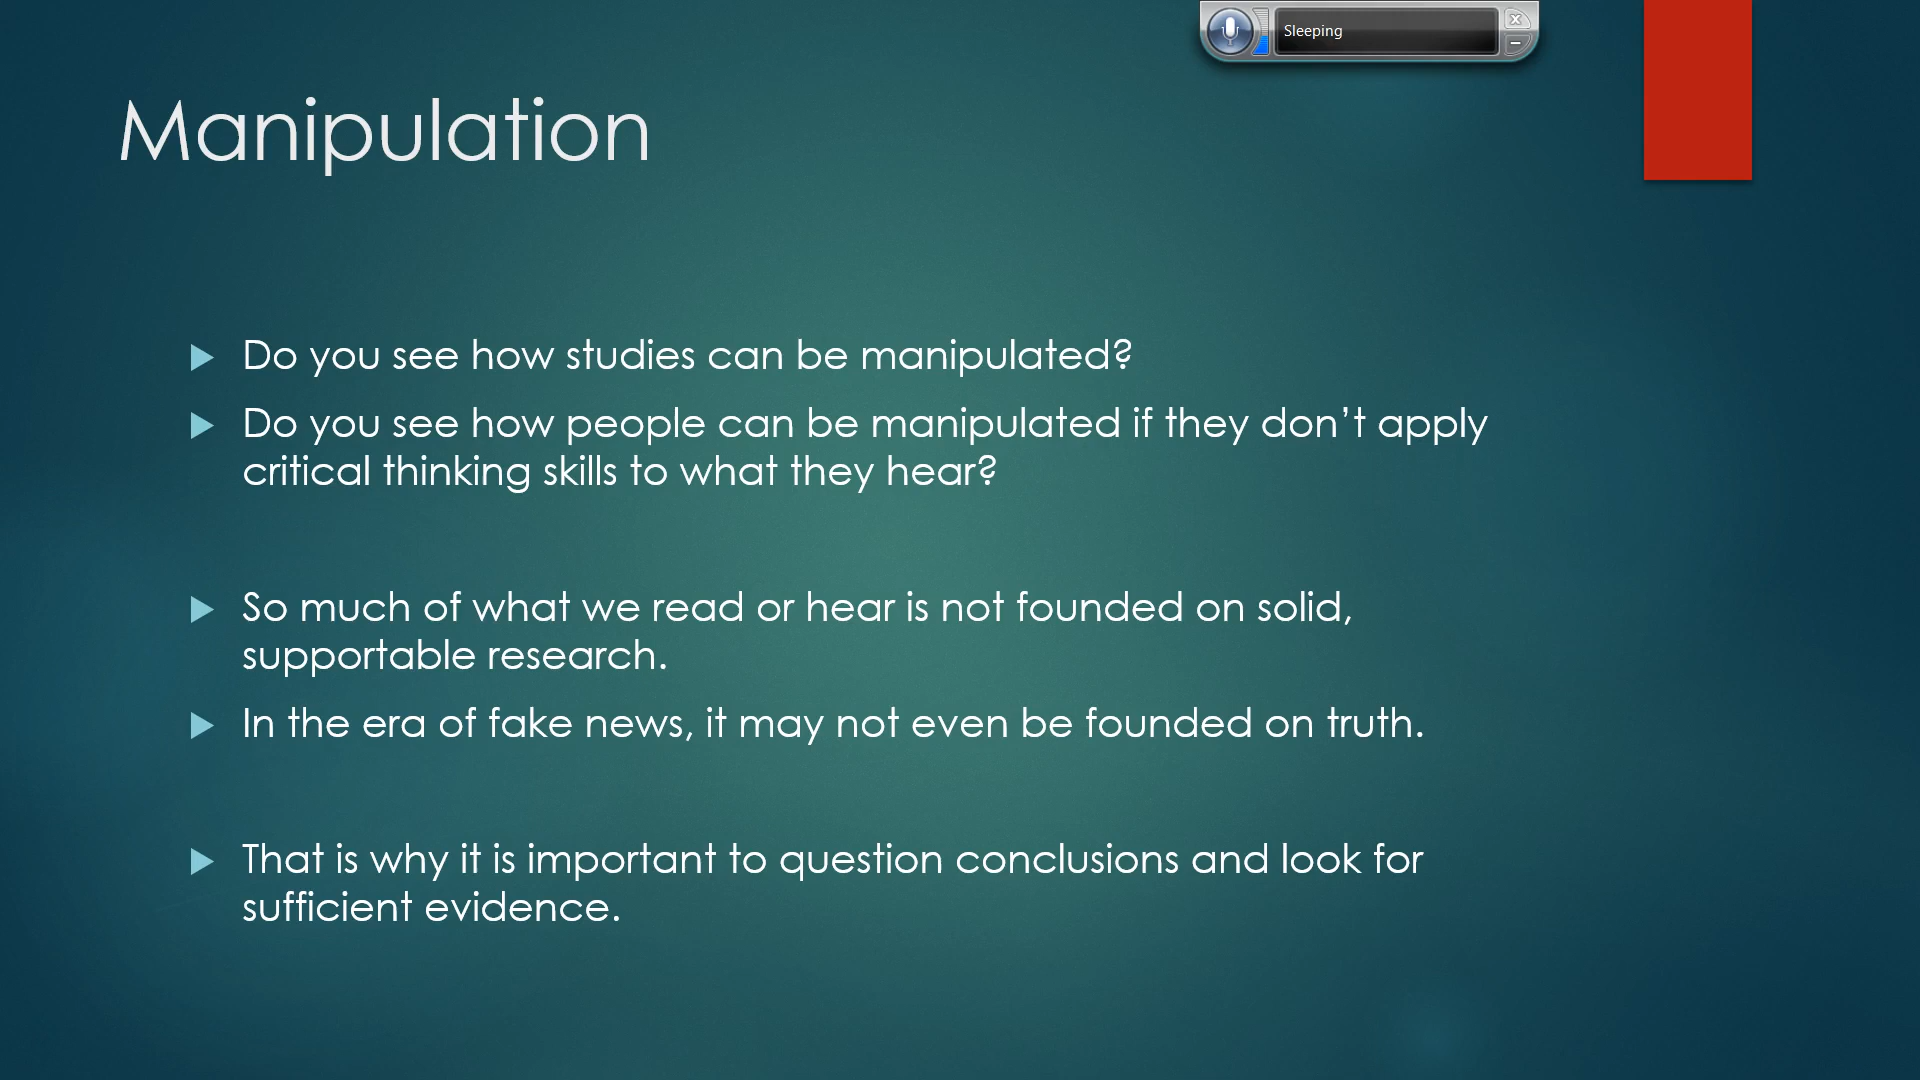 Sleeping
Manipulation
Do you see how studies can be manipulated?
Do you see how people can be manipulated if they don’t apply
critical thinking skills to what they hear?
So much of what we read or hear is not founded on solid,
supportable research.
In the era of fake news, it may not even be founded on truth.
That is why it is important to question conclusions and look for
sufficient evidence.